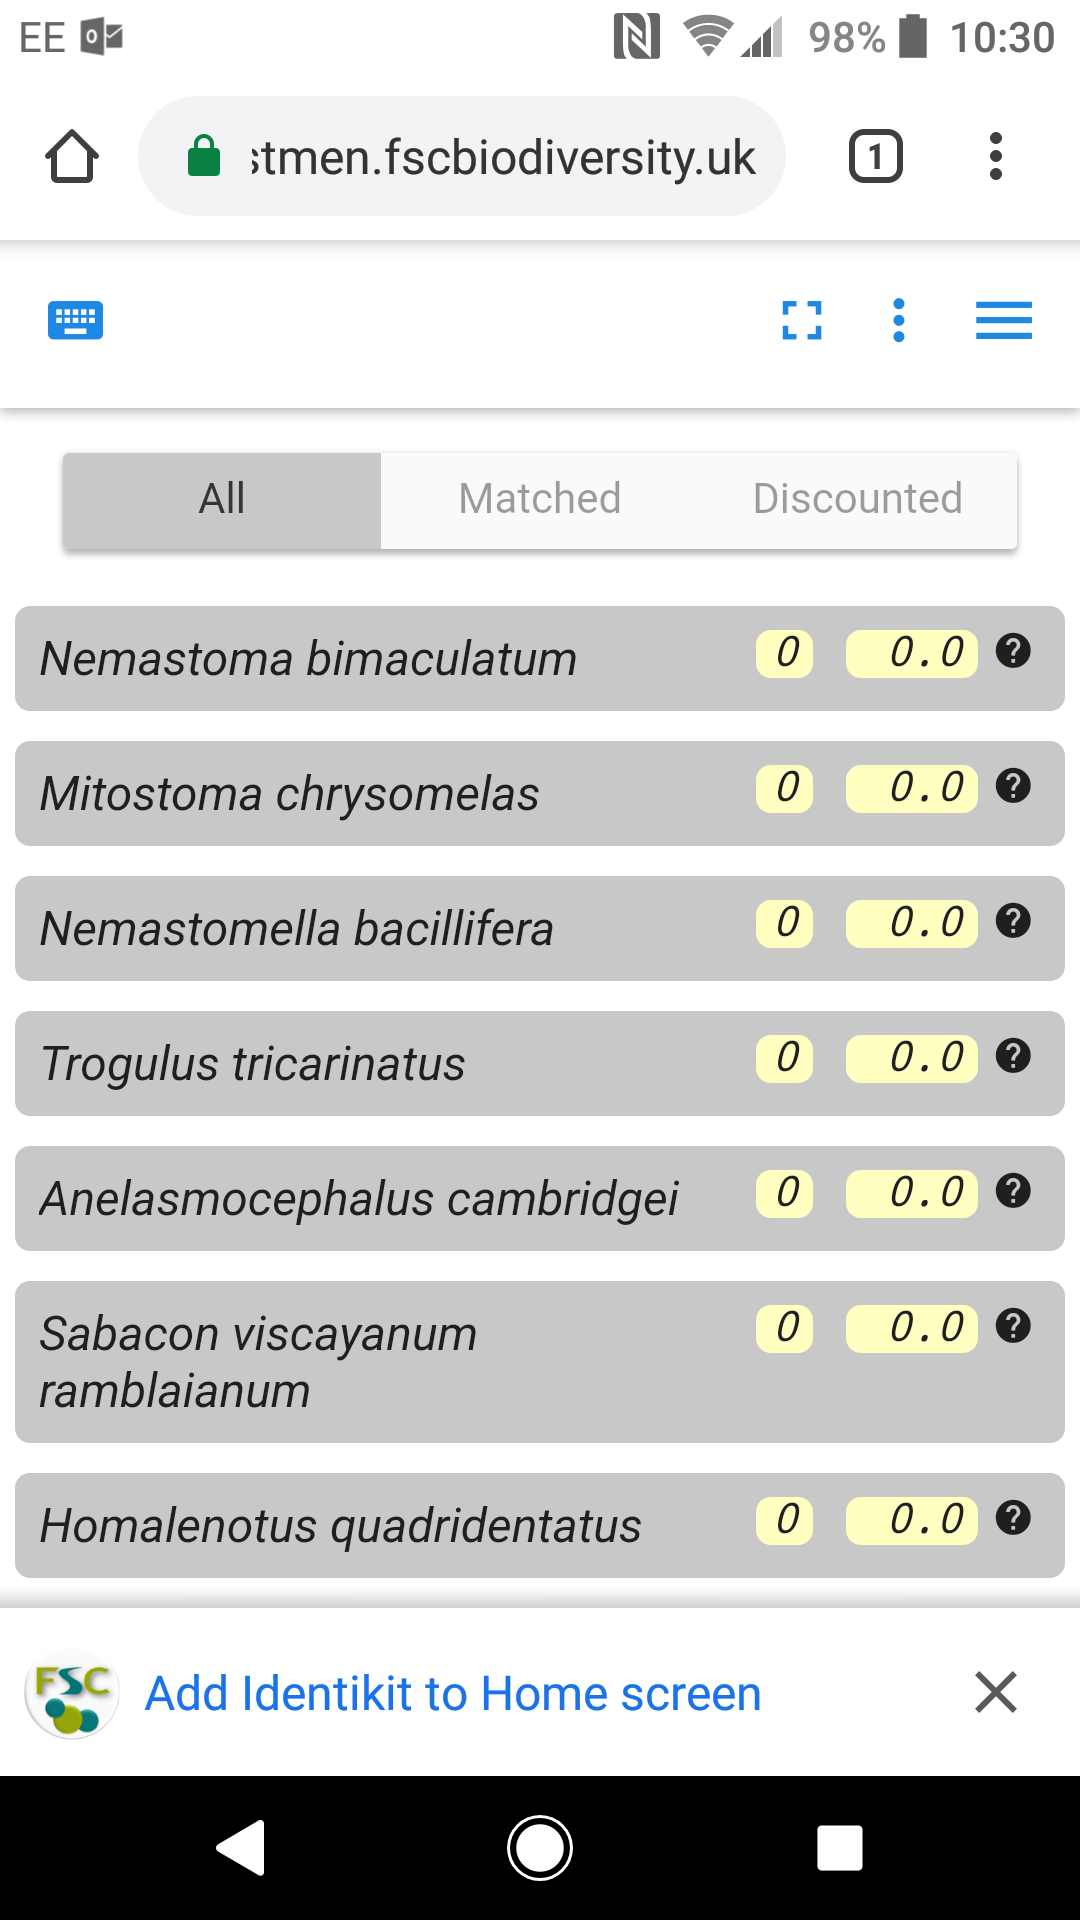 EE 98% 10:30
stmen.fscbiodiversity.uk 1
All Matched Discounted
Nemastoma bimaculatum 0 0.0 ?
Mitostoma chrysomelas 0 0.0 ?
Nemastomella bacillifera 0 0.0 ?
Trogulus tricarinatus 0 0.0 ?
Anelasmocephalus cambridgei 0 0.0 ?
Sabacon viscayanum 0 0.0 ?
ramblaianum
Homalenotus quadridentatus 0 0.0 ?
FSC Add Identikit to Home screen